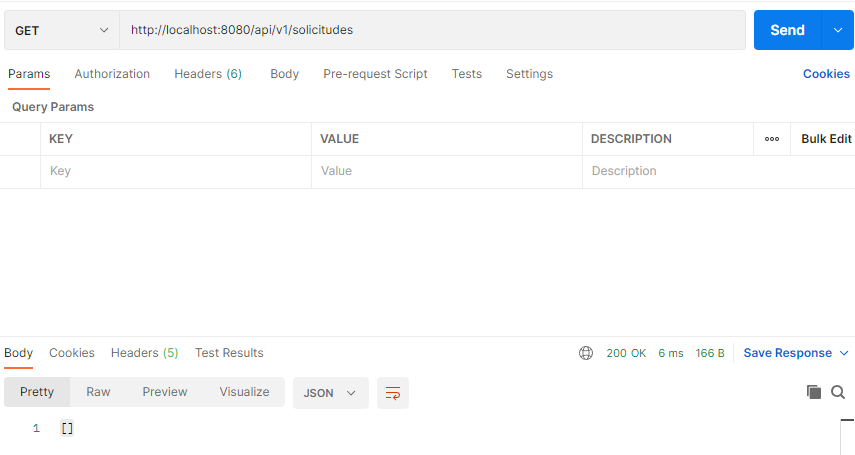 GET http://localhost:8080/api/v1/solicitudes Send
Params Authorization Headers (6) Body Pre-request Script Tests Settings Cookies
Query Params
KEY VALUE DESCRIPTION ooo Bulk Edit
Key Value Description
Body Cookies Headers (5) Test Results 200 OK 6 ms 166 B Save Response
Pretty Raw Preview Visualize JSON
1 []